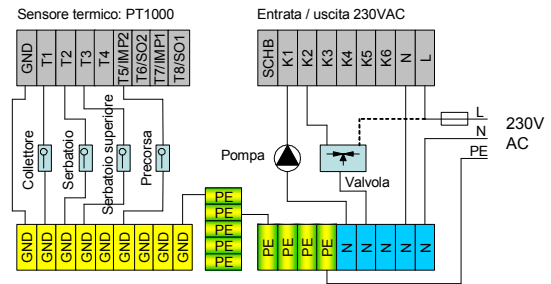 Sensore termico: PT1000
Entrata / uscita 230VAC
GND
T1
T2
T3
T4
T5/IMP2
T6/SO2
T7/IMP1
T8/SO1
SCHB
K1
K2
K3
K4
K5
K6
N
L
L
N
PE
230V
AC
Collettore
Serbatoio
Serbatoio superiore
Precorsa
Pompa
Valvola
PE
PE
PE
PE
PE
GND
GND
GND
GND
GND
GND
GND
GND
PE
PE
PE
PE
N
N
N
N
N